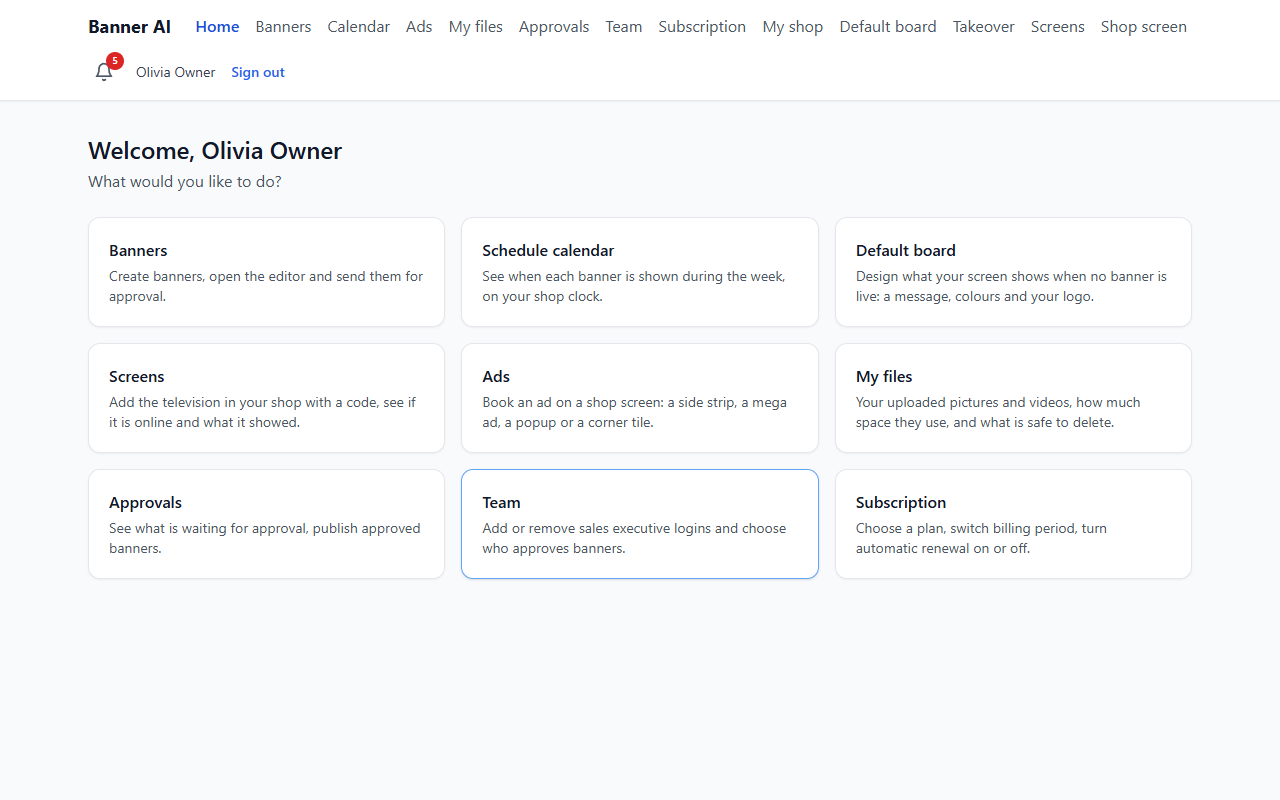 Banner AI Home Banners Calendar Ads My files Approvals Team Subscription My shop Default board Takeover Screens Shop screen
5 Olivia Owner Sign out
Welcome, Olivia Owner
What would you like to do?
Banners
Create banners, open the editor and send them for
approval.
Schedule calendar
See when each banner is shown during the week,
on your shop clock.
Default board
Design what your screen shows when no banner is
live: a message, colours and your logo.
Screens
Add the television in your shop with a code, see if
it is online and what it showed.
Ads
Book an ad on a shop screen: a side strip, a mega
ad, a popup or a corner tile.
My files
Your uploaded pictures and videos, how much
space they use, and what is safe to delete.
Approvals
See what is waiting for approval, publish approved
banners.
Team
Add or remove sales executive logins and choose
who approves banners.
Subscription
Choose a plan, switch billing period, turn
automatic renewal on or off.